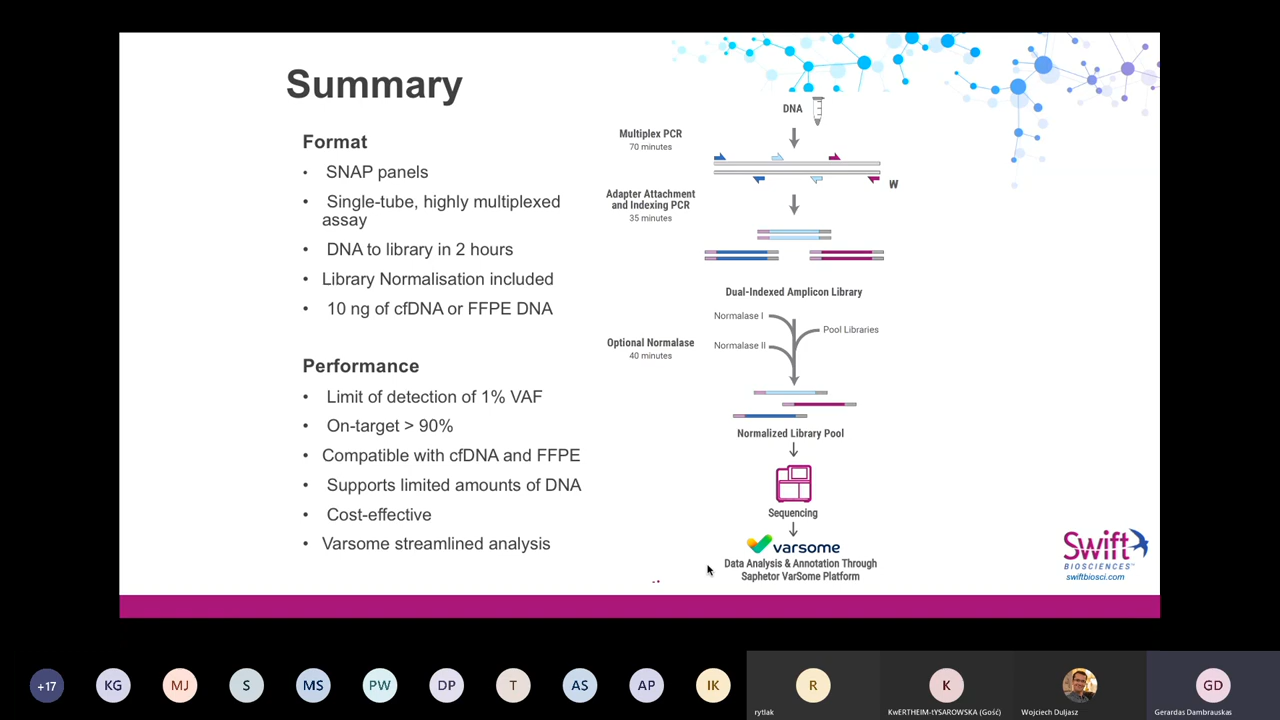 Summary
Format
• SNAP panels
• Single-tube, highly multiplexed
assay
• DNA to library in 2 hours
• Library Normalisation included
• 10 ng of cfDNA or FFPE DNA
Performance
• Limit of detection of 1% VAF
• On-target > 90%
• Compatible with cfDNA and FFPE
• Supports limited amounts of DNA
• Cost-effective
• Varsome streamlined analysis
DNA
Multiplex PCR
70 minutes
W
Adapter Attachment
and Indexing PCR
35 minutes
Dual-Indexed Amplicon Library
Normalase I
Pool Libraries
Optional Normalase
40 minutes
Normalase II
Normalized Library Pool
Sequencing
varsome
Data Analysis & Annotation Through
Saphetor VarSome Platform
Swift
BIOSCIENCES™
swiftbiosci.com
+17
KG
MJ
S
MS
PW
DP
T
AS
AP
IK
R
K
GD
rytlak
KwERTHEIM-tYSAROWSKA (Gość)
Wojciech Duljasz
Gerardas Dambrauskas